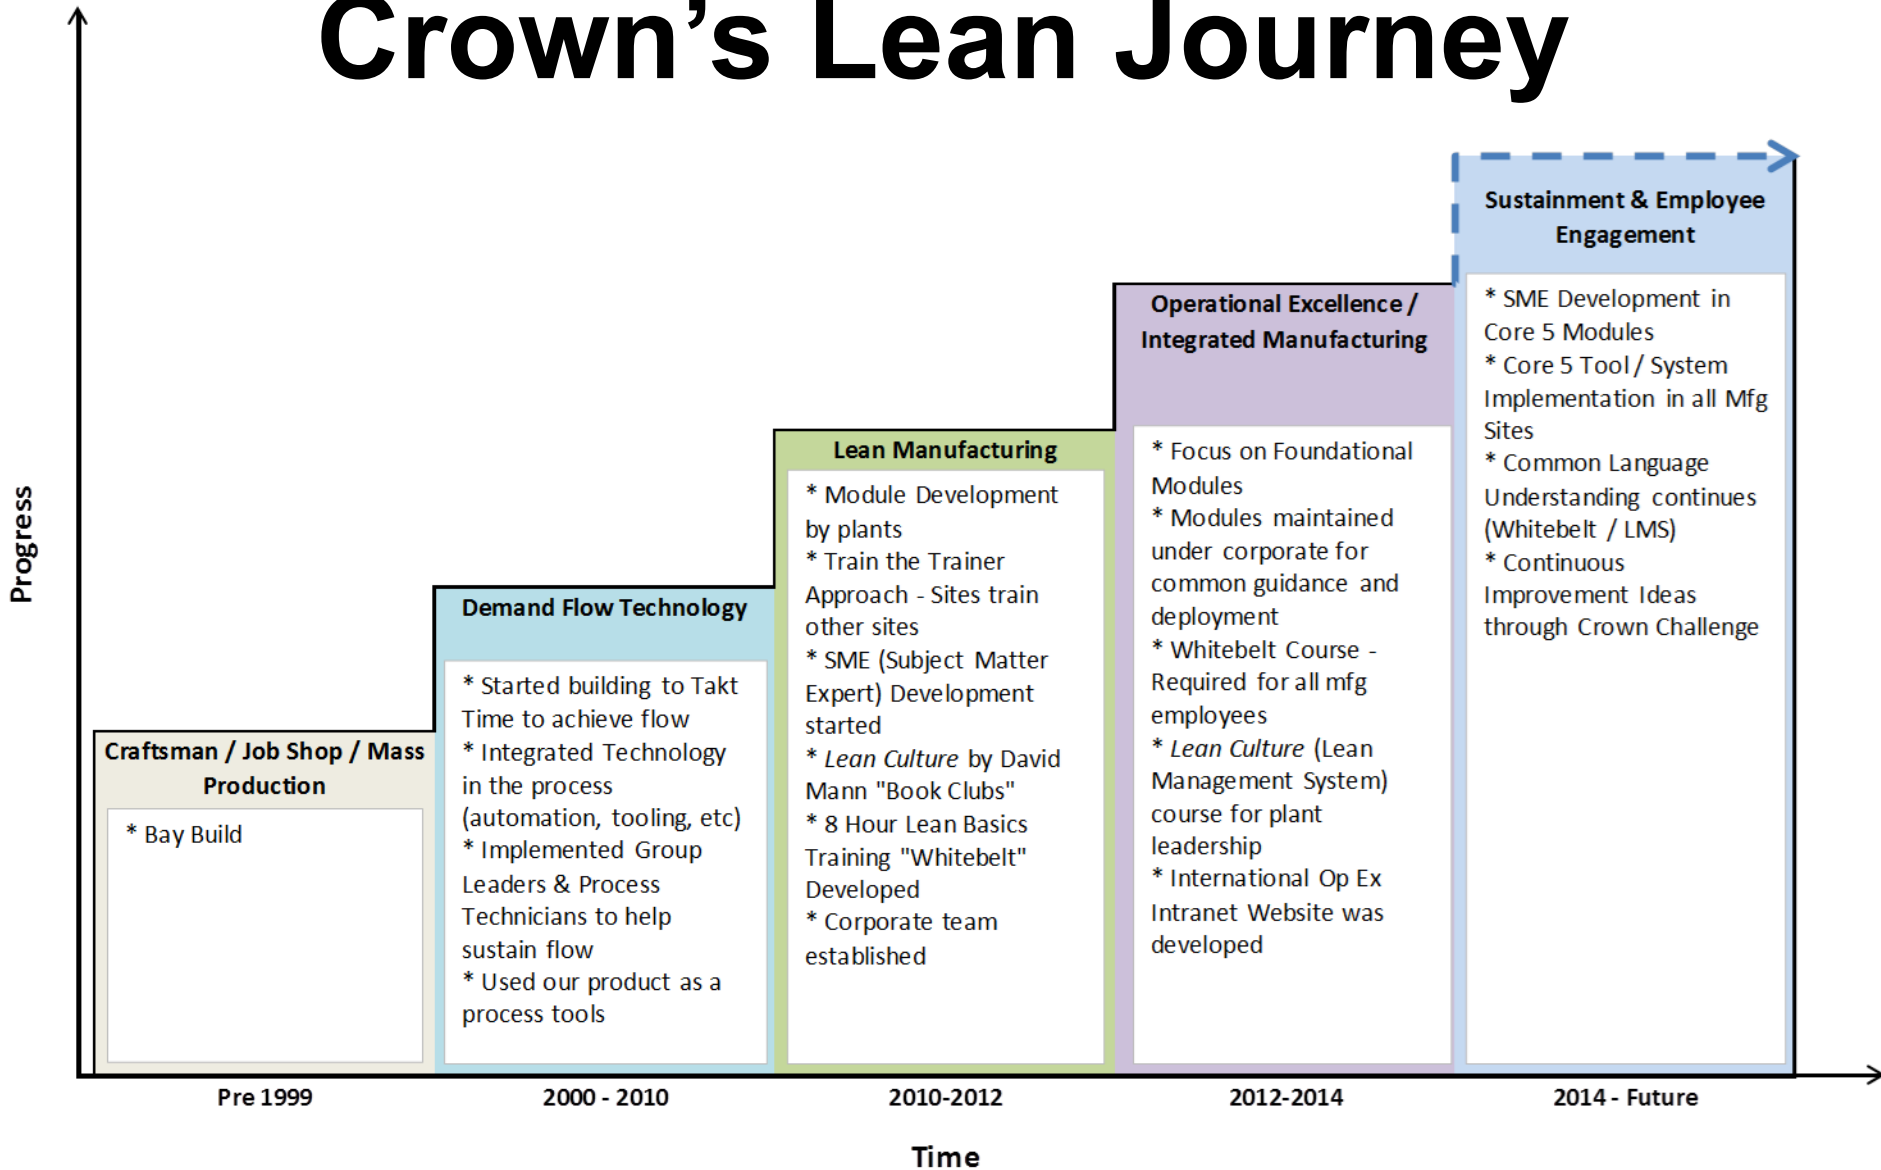 Crown's Lean Journey
Progress
Craftsman / Job Shop / Mass
Production
* Bay Build
Pre 1999
Demand Flow Technology
* Started building to Takt
Time to achieve flow
* Integrated Technology
in the process
(automation, tooling, etc)
* Implemented Group
Leaders & Process
Technicians to help
sustain flow
* Used our product as a
process tools
2000 - 2010
Lean Manufacturing
* Module Development
by plants
* Train the Trainer
Approach - Sites train
other sites
* SME (Subject Matter
Expert) Development
started
* Lean Culture by David
Mann "Book Clubs"
* 8 Hour Lean Basics
Training "Whitebelt"
Developed
* Corporate team
established
2010-2012
Operational Excellence /
Integrated Manufacturing
* Focus on Foundational
Modules
* Modules maintained
under corporate for
common guidance and
deployment
* Whitebelt Course -
Required for all mfg
employees
* Lean Culture (Lean
Management System)
course for plant
leadership
* International Op Ex
Intranet Website was
developed
2012-2014
Sustainment & Employee
Engagement
* SME Development in
Core 5 Modules
* Core 5 Tool / System
Implementation in all Mfg
Sites
* Common Language
Understanding continues
(Whitebelt / LMS)
* Continuous
Improvement Ideas
through Crown Challenge
2014 - Future
Time